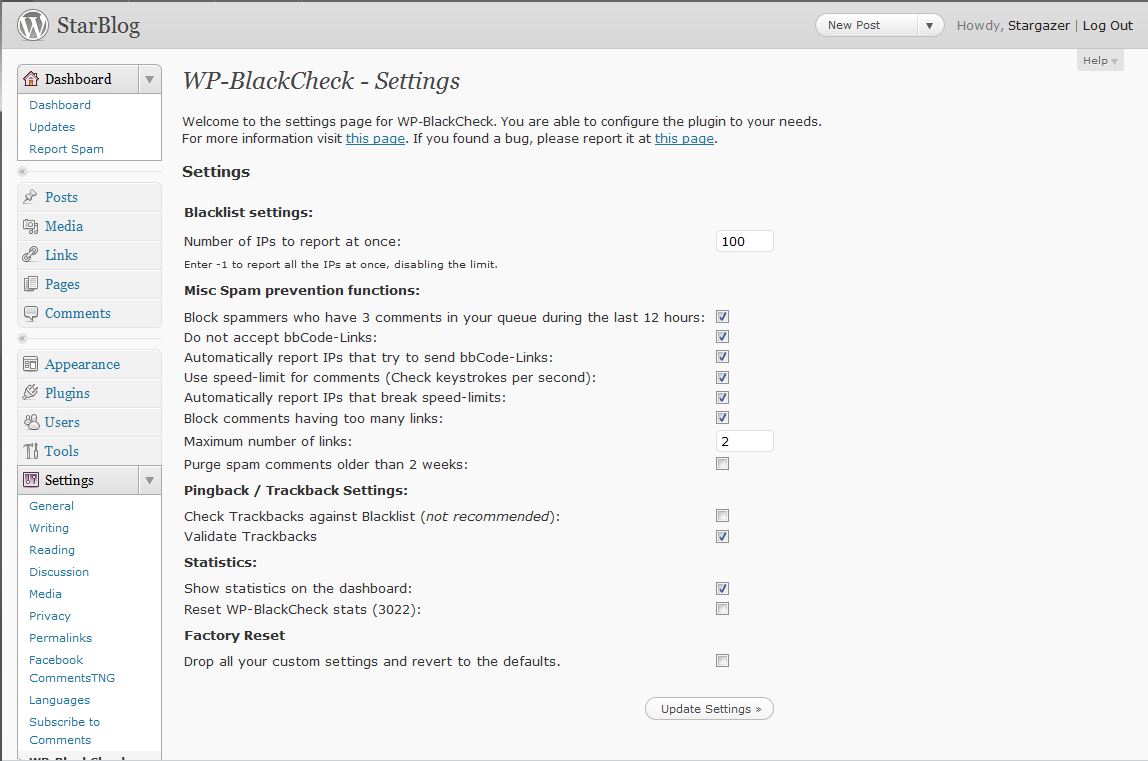 StarBlog
New Post
Howdy, Stargazer | Log Out
Help
Dashboard
Dashboard
Updates
Report Spam
Posts
Media
Links
Pages
Comments
Appearance
Plugins
Users
Tools
Settings
General
Writing
Reading
Discussion
Media
Privacy
Permalinks
Facebook
CommentsTNG
Languages
Subscribe to
Comments
WP-BlackCheck
WP-BlackCheck - Settings
Welcome to the settings page for WP-BlackCheck. You are able to configure the plugin to your needs.
For more information visit this page. If you found a bug, please report it at this page.
Settings
Blacklist settings:
Number of IPs to report at once: 100
Enter -1 to report all the IPs at once, disabling the limit.
Misc Spam prevention functions:
Block spammers who have 3 comments in your queue during the last 12 hours:
Do not accept bbCode-Links:
Automatically report IPs that try to send bbCode-Links:
Use speed-limit for comments (Check keystrokes per second):
Automatically report IPs that break speed-limits:
Block comments having too many links:
Maximum number of links: 2
Purge spam comments older than 2 weeks:
Pingback / Trackback Settings:
Check Trackbacks against Blacklist (not recommended):
Validate Trackbacks
Statistics:
Show statistics on the dashboard:
Reset WP-BlackCheck stats (3022):
Factory Reset
Drop all your custom settings and revert to the defaults.
Update Settings »